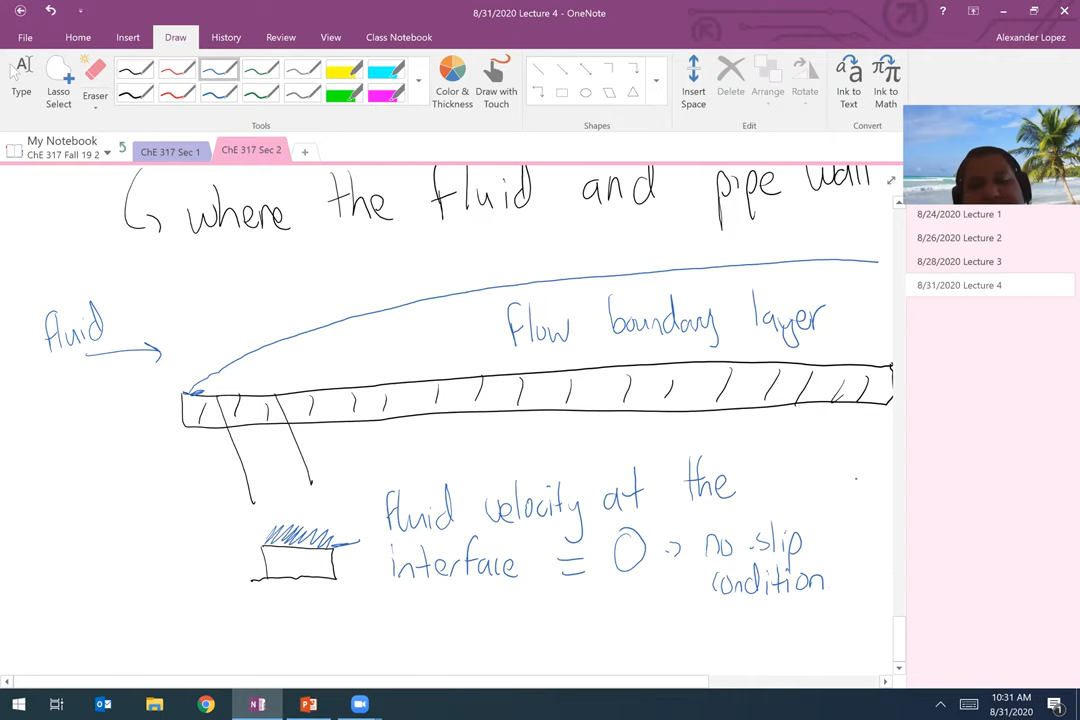 8/31/2020 Lecture 4 - OneNote
?
File
Home
Insert
Draw
History
Review
View
Class Notebook
Alexander Lopez
Type
Lasso Select
Eraser
Color & Thickness
Draw with Touch
Insert Space
Delete
Arrange
Rotate
Ink to Text
Ink to Math
Tools
Shapes
Edit
Convert
My Notebook
ChE 317 Fall 19 2
ChE 317 Sec 1
ChE 317 Sec 2
where the fluid and pipe wall
fluid
Flow boundary layer
fluid velocity at the
interface = 0 → no slip
condition
8/24/2020 Lecture 1
8/26/2020 Lecture 2
8/28/2020 Lecture 3
8/31/2020 Lecture 4
10:31 AM
8/31/2020